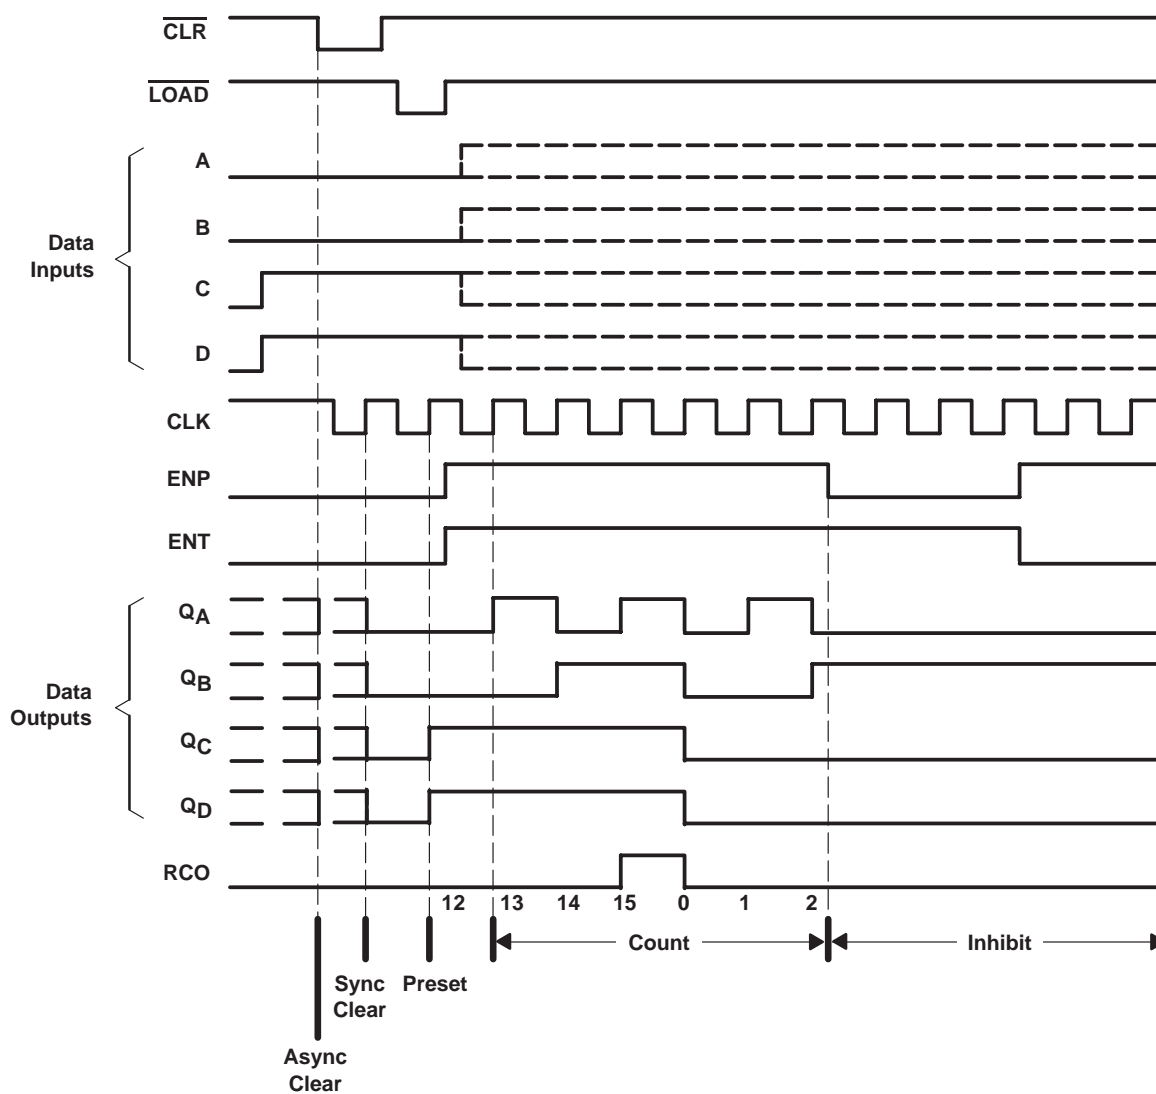 CLR
LOAD
A
B
Data
Inputs
C
D
CLK
ENP
ENT
QA
QB
Data
Outputs
QC
QD
RCO
12 13 14 15 0 1 2
Count Inhibit
Sync
Clear
Preset
Async
Clear